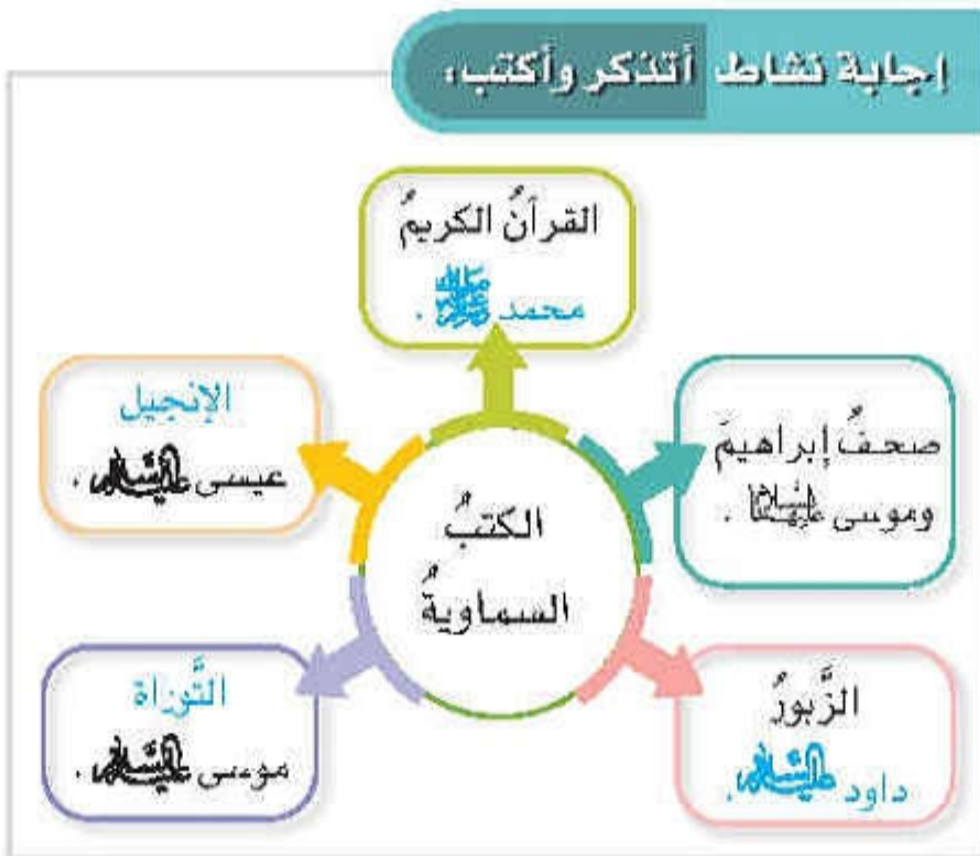 إجابة نشاط أتذكر وأكتب:
القرآنُ الكريمُ
محمد ﷺ .
صحفُ إبراهيمَ
وموسى عليهما السلام .
الإنجيل
عيسى عليه السلام .
الكتبُ
السماويةُ
الزَّبورُ
داود عليه السلام .
التَّوراة
موسى عليه السلام .